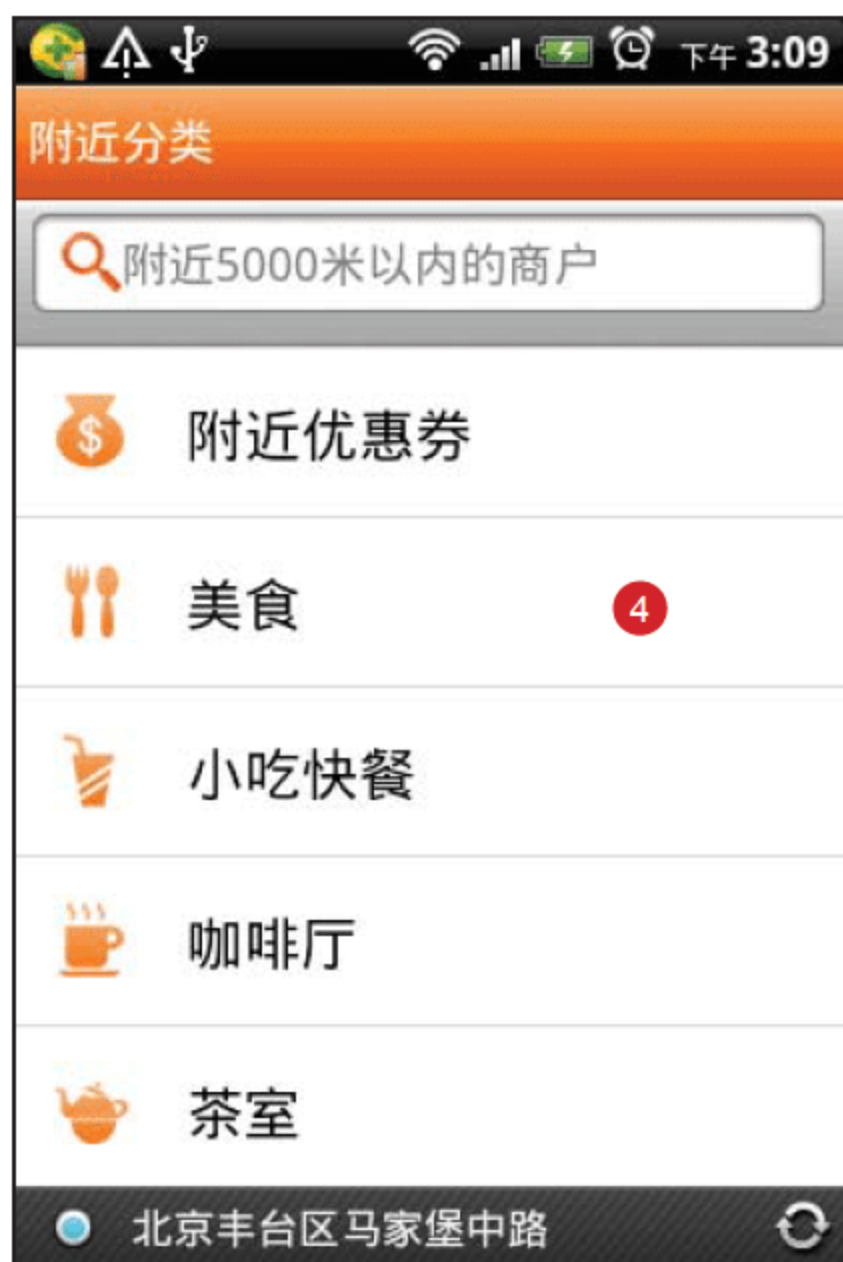 下午 3:09
附近分类
附近5000米以内的商户
$ 附近优惠券
美食 4
小吃快餐
咖啡厅
茶室
北京丰台区马家堡中路